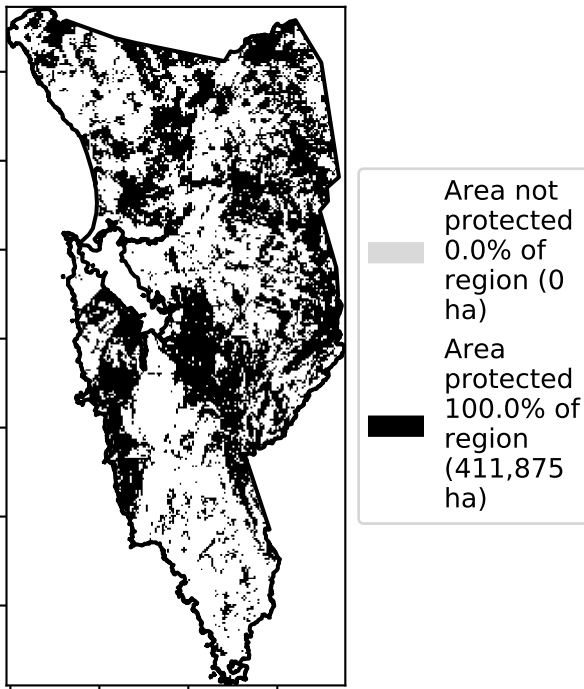 Area not
protected
0.0% of
region (0
ha)
Area
protected
100.0% of
region
(411,875
ha)